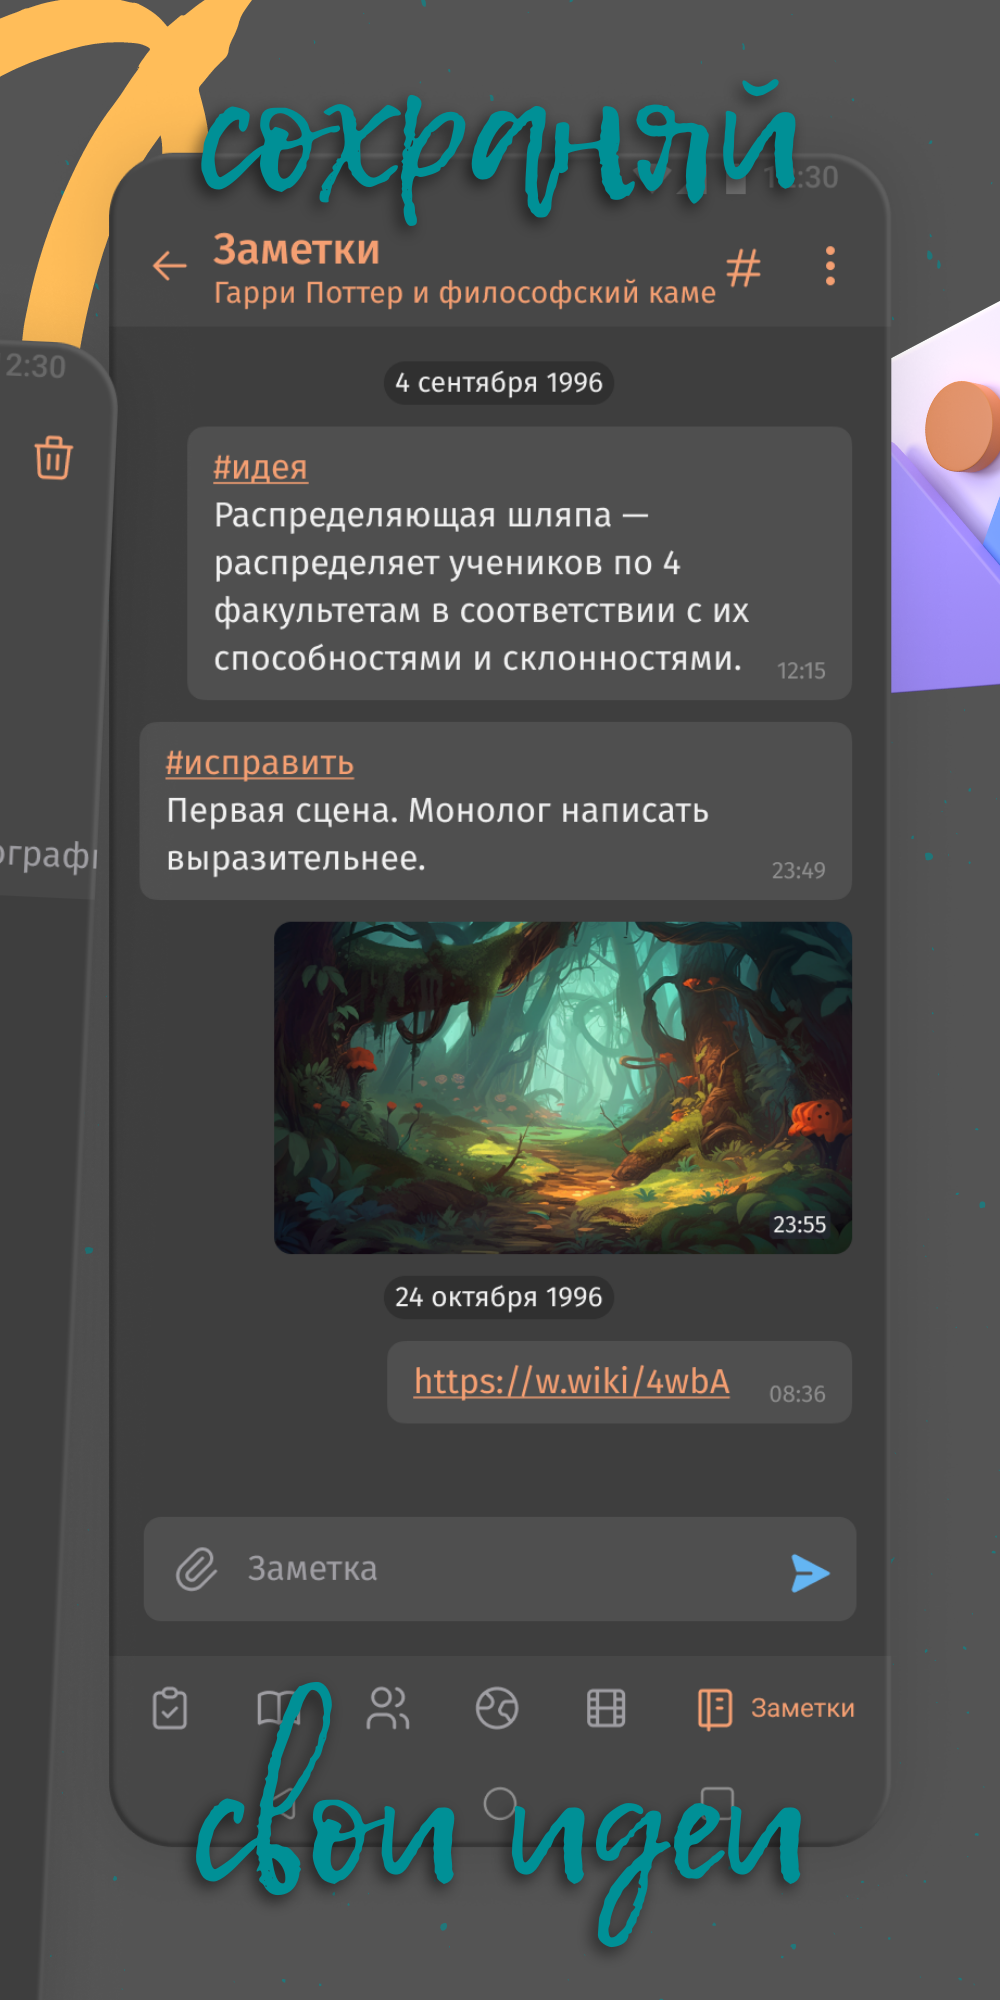 сохраняй
12:30
Заметки
Гарри Поттер и философский каме
#
2:30
4 сентября 1996
#идея
Распределяющая шляпа —
распределяет учеников по 4
факультетам в соответствии с их
способностями и склонностями.
12:15
#исправить
Первая сцена. Монолог написать
выразительнее.
23:49
ографи
23:55
24 октября 1996
https://w.wiki/4wbA
08:36
Заметка
Заметки
свои идеи